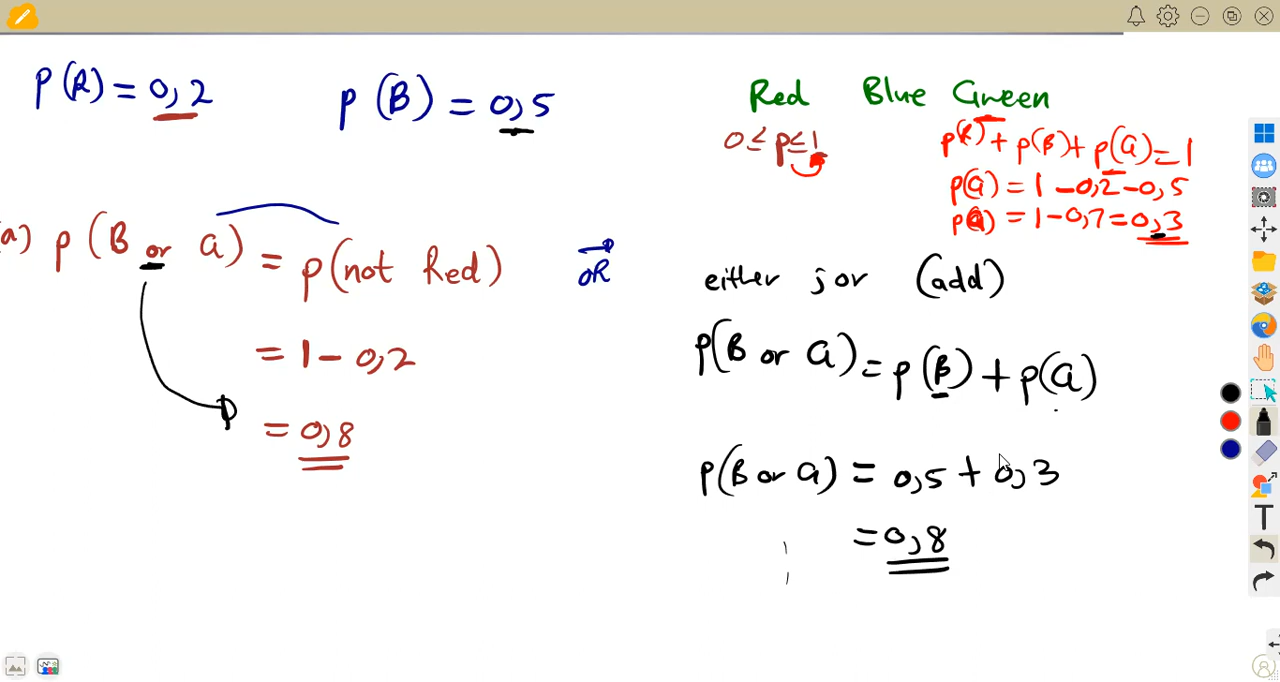 P(R) = 0,2
P(B) = 0,5
Red Blue Green
0 ≤ P ≤ 1
P(R) + P(B) + P(G) = 1
P(G) = 1 - 0,2 - 0,5
P(G) = 1 - 0,7 = 0,3
(a) P(B or G) = P(not Red)
= 1 - 0,2
= 0,8
OR
either ; or (add)
P(B or G) = P(B) + P(G)
P(B or G) = 0,5 + 0,3
= 0,8
T